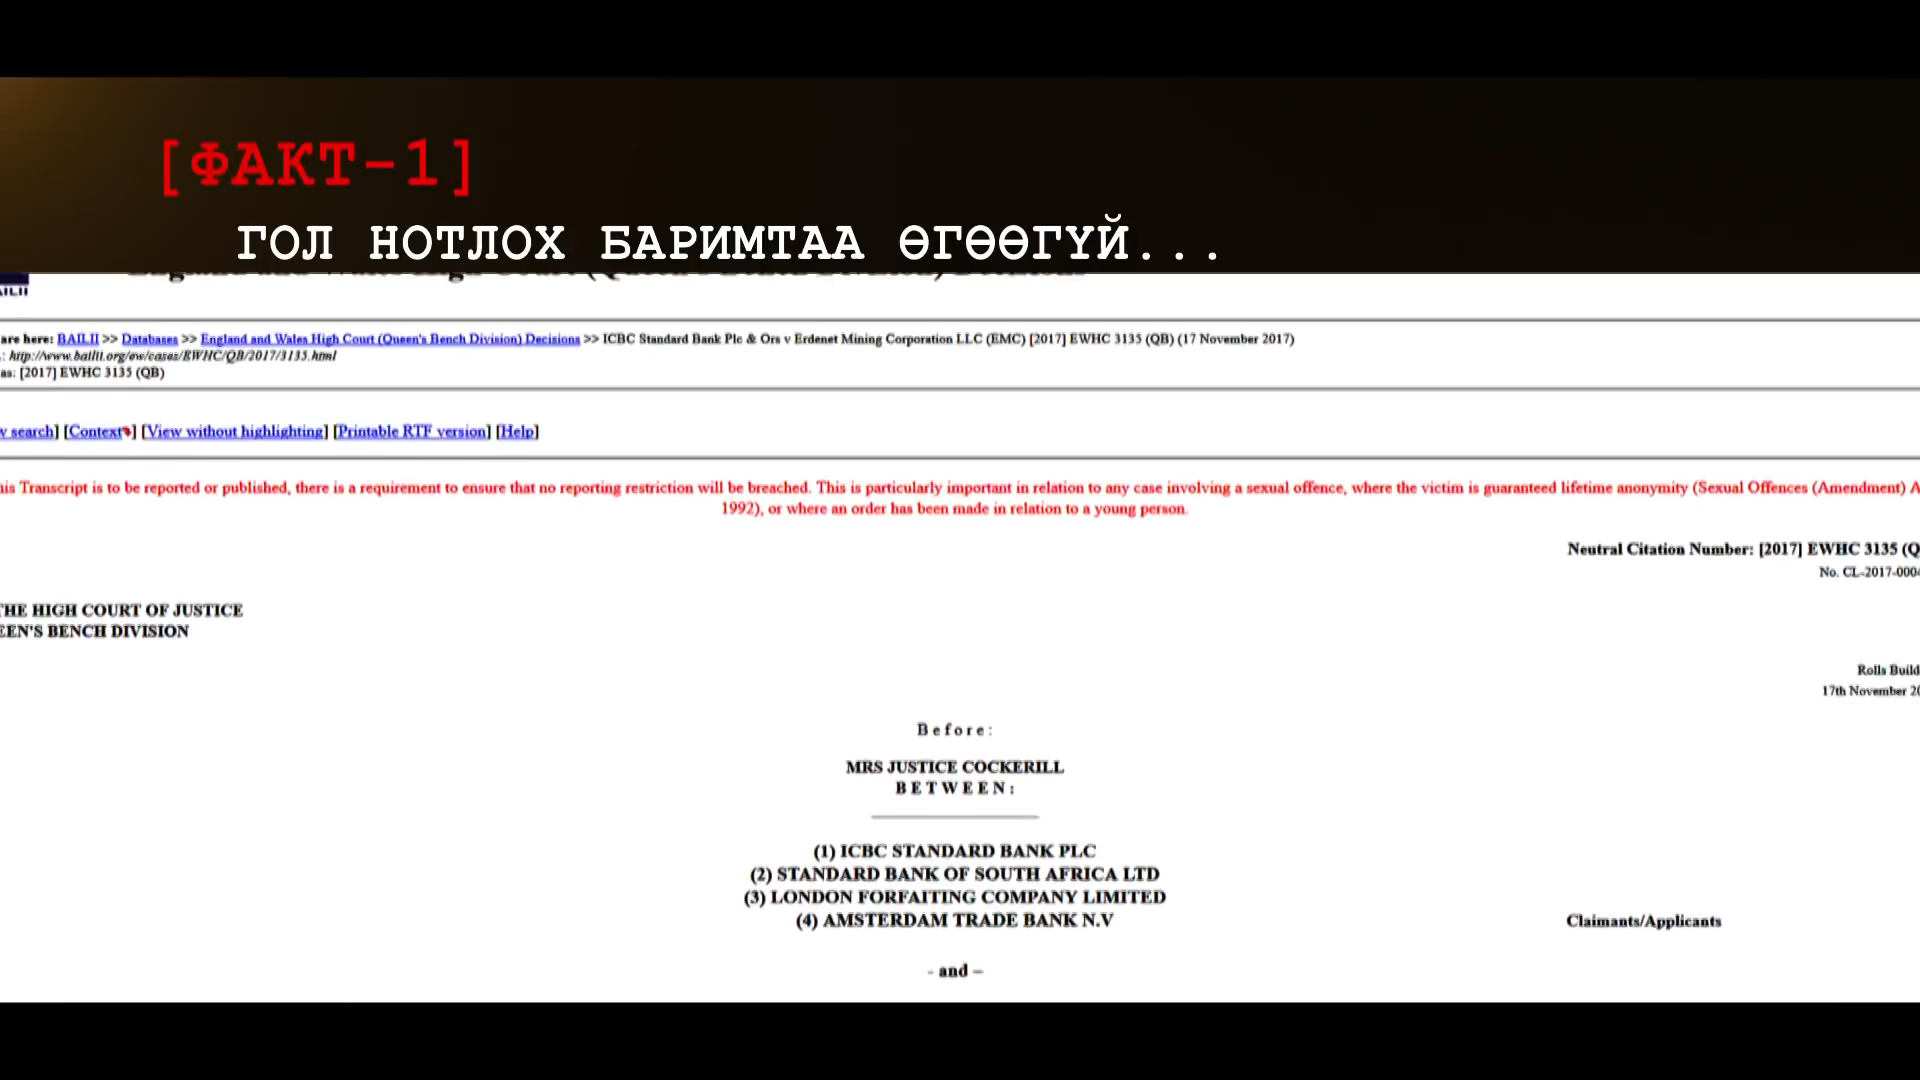 [ФАКТ-1]
ГОЛ НОТЛОХ БАРИМТАА ӨГӨӨГҮЙ...
AILII
are here: BAILII >> Databases >> England and Wales High Court (Queen's Bench Division) Decisions >> ICBC Standard Bank Plc & Ors v Erdenet Mining Corporation LLC (EMC) [2017] EWHC 3135 (QB) (17 November 2017)
: http://www.bailii.org/ew/cases/EWHC/QB/2017/3135.html
as: [2017] EWHC 3135 (QB)
w search] [Context] [View without highlighting] [Printable RTF version] [Help]
his Transcript is to be reported or published, there is a requirement to ensure that no reporting restriction will be breached. This is particularly important in relation to any case involving a sexual offence, where the victim is guaranteed lifetime anonymity (Sexual Offences (Amendment) A
1992), or where an order has been made in relation to a young person.
Neutral Citation Number: [2017] EWHC 3135 (Q
No. CL-2017-000
THE HIGH COURT OF JUSTICE
EEN'S BENCH DIVISION
Rolls Build
17th November 20
Before:
MRS JUSTICE COCKERILL
BETWEEN:
(1) ICBC STANDARD BANK PLC
(2) STANDARD BANK OF SOUTH AFRICA LTD
(3) LONDON FORFAITING COMPANY LIMITED
(4) AMSTERDAM TRADE BANK N.V
Claimants/Applicants
- and –